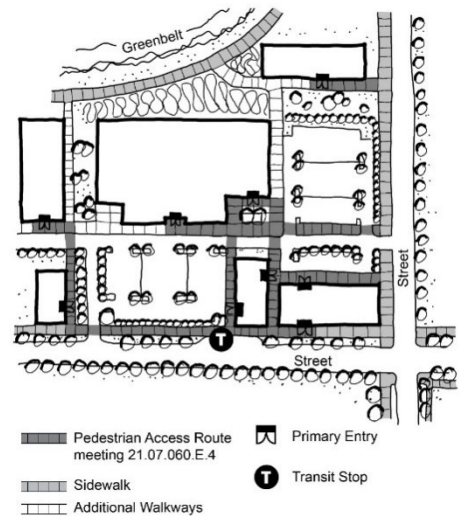 Greenbelt
Street
Street
T
Pedestrian Access Route
meeting 21.07.060.E.4
Primary Entry
T Transit Stop
Sidewalk
Additional Walkways